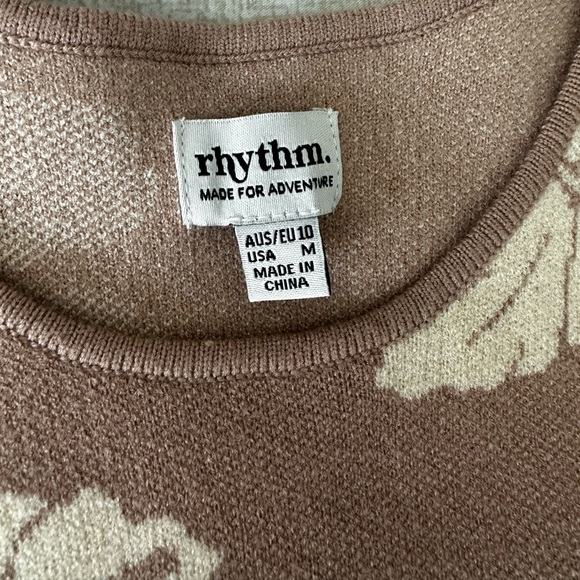 rhythm.
MADE FOR ADVENTURE
AUS/EU 10
USA M
MADE IN
CHINA